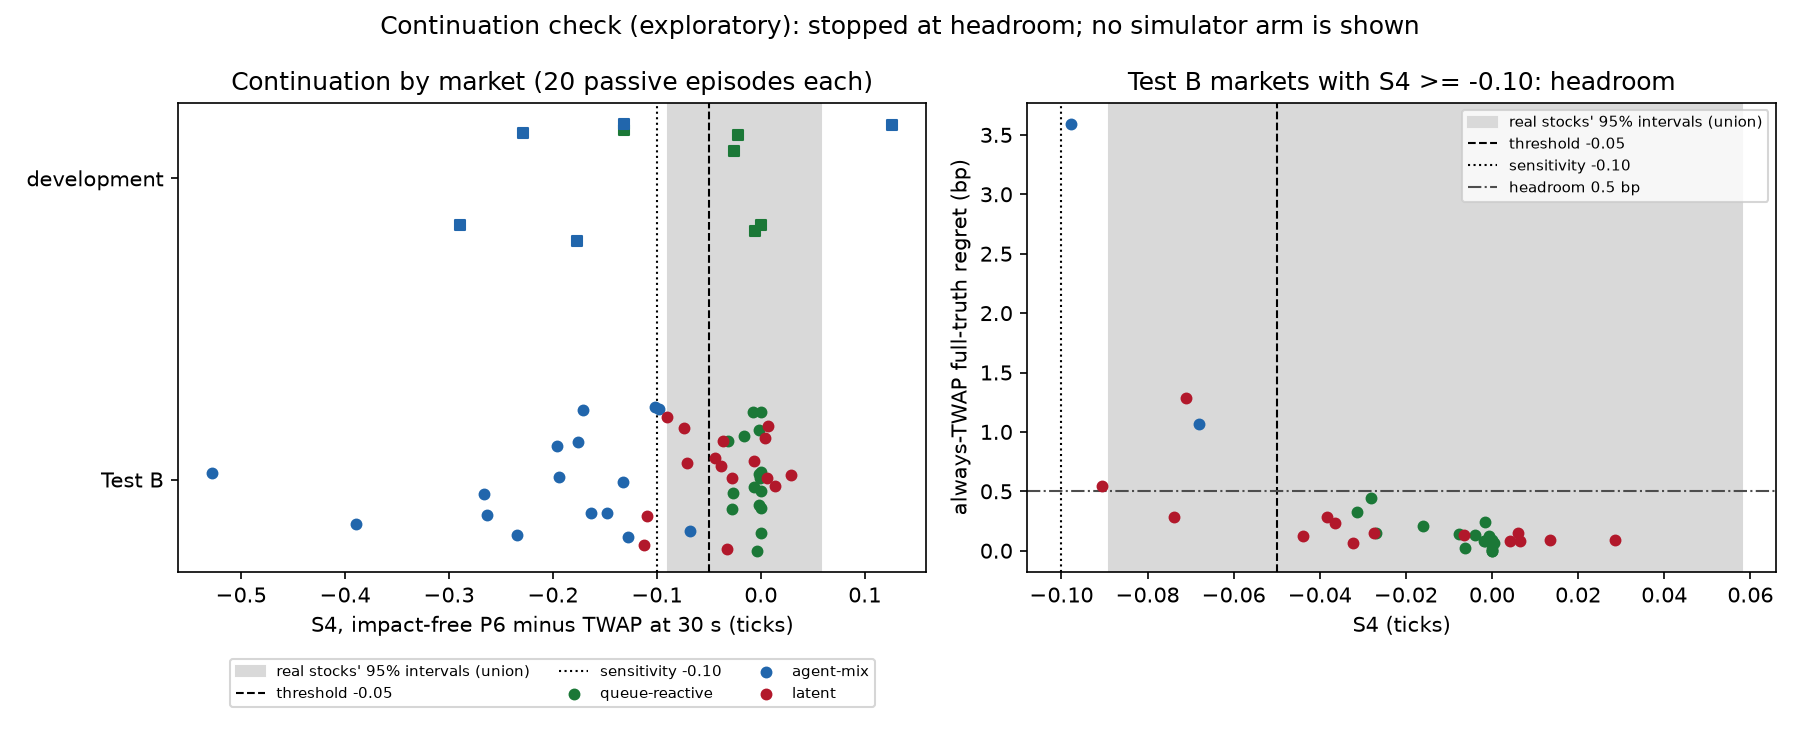 Continuation check (exploratory): stopped at headroom; no simulator arm is shown
Continuation by market (20 passive episodes each)
development
Test B
−0.5 −0.4 −0.3 −0.2 −0.1 0.0 0.1
S4, impact-free P6 minus TWAP at 30 s (ticks)
real stocks' 95% intervals (union)
threshold -0.05
sensitivity -0.10
queue-reactive
agent-mix
latent
Test B markets with S4 >= -0.10: headroom
real stocks' 95% intervals (union)
threshold -0.05
sensitivity -0.10
headroom 0.5 bp
always-TWAP full-truth regret (bp)
3.5
3.0
2.5
2.0
1.5
1.0
0.5
0.0
−0.10 −0.08 −0.06 −0.04 −0.02 0.00 0.02 0.04 0.06
S4 (ticks)